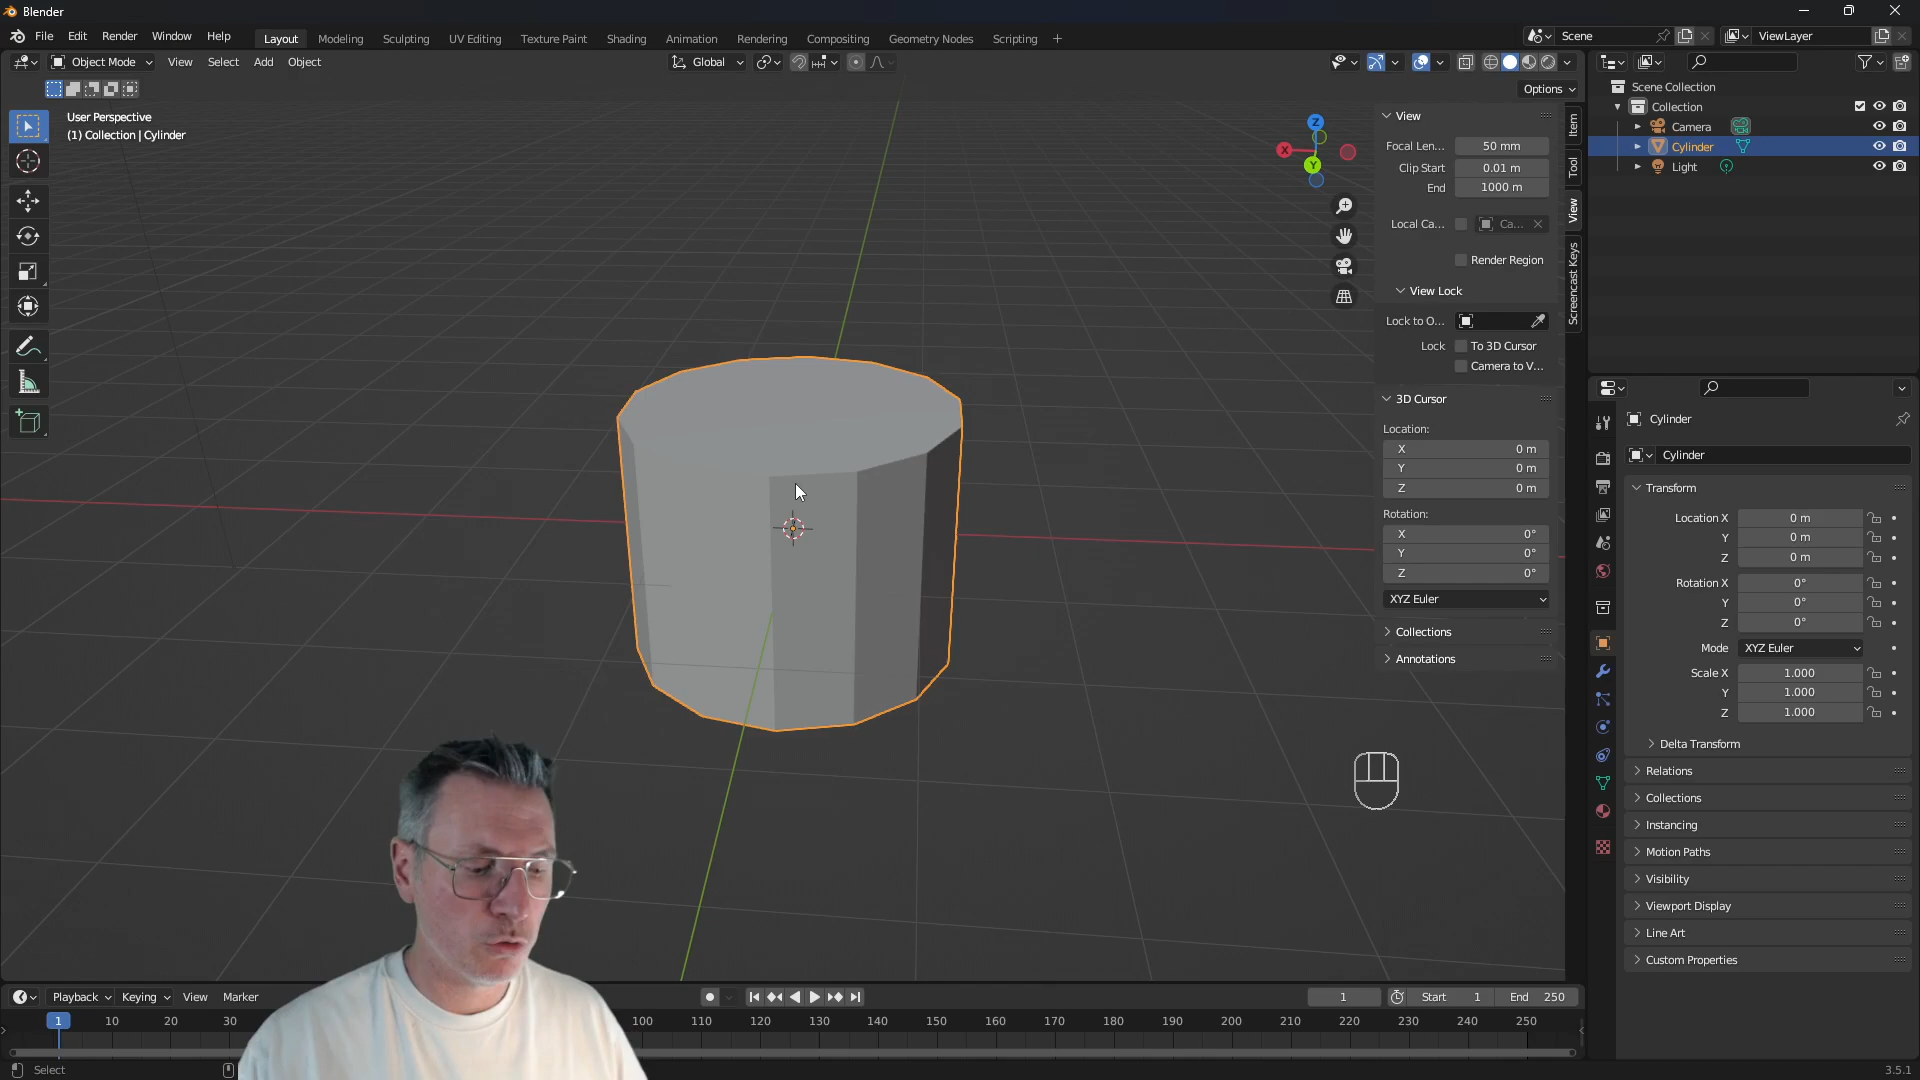 Blender
File Edit Render Window Help
Layout Modeling Sculpting UV Editing Texture Paint Shading Animation Rendering Compositing Geometry Nodes Scripting +
Scene
ViewLayer
Object Mode View Select Add Object
Global
Options
User Perspective
(1) Collection | Cylinder
Z
X
Y
View
Focal Len... 50 mm
Clip Start 0.01 m
End 1000 m
Local Ca... Ca...
Render Region
View Lock
Lock to O...
Lock To 3D Cursor
Camera to V...
3D Cursor
Location:
X 0 m
Y 0 m
Z 0 m
Rotation:
X 0°
Y 0°
Z 0°
XYZ Euler
Collections
Annotations
Item
Tool
View
Screencast Keys
Scene Collection
Collection
Camera
Cylinder
Light
Cylinder
Cylinder
Transform
Location X 0 m
Y 0 m
Z 0 m
Rotation X 0°
Y 0°
Z 0°
Mode XYZ Euler
Scale X 1.000
Y 1.000
Z 1.000
Delta Transform
Relations
Collections
Instancing
Motion Paths
Visibility
Viewport Display
Line Art
Custom Properties
Playback Keying View Marker
1 Start 1 End 250
1 10 20 30 100 110 120 130 140 150 160 170 180 190 200 210 220 230 240 250
Select
3.5.1